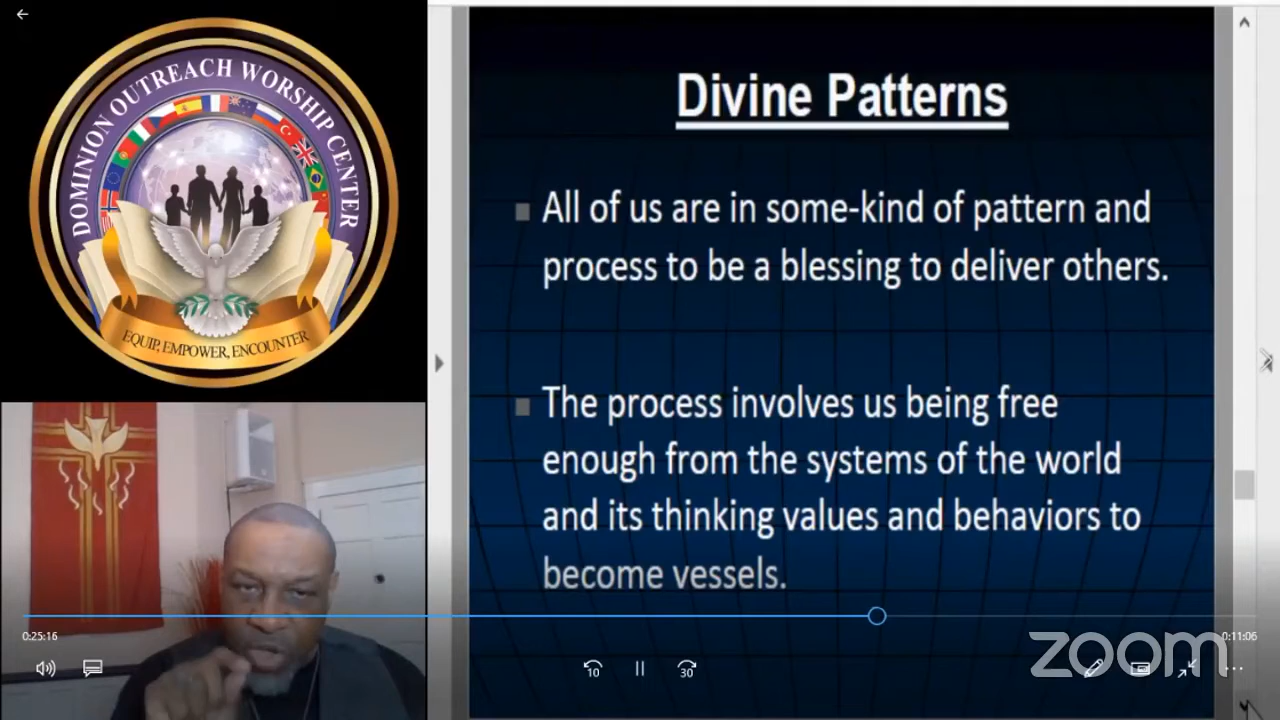 DOMINION OUTREACH WORSHIP CENTER
EQUIP, EMPOWER, ENCOUNTER
Divine Patterns
All of us are in some-kind of pattern and
process to be a blessing to deliver others.
The process involves us being free
enough from the systems of the world
and its thinking values and behaviors to
become vessels.
0:25:16
0:11:06
10
30
zoom